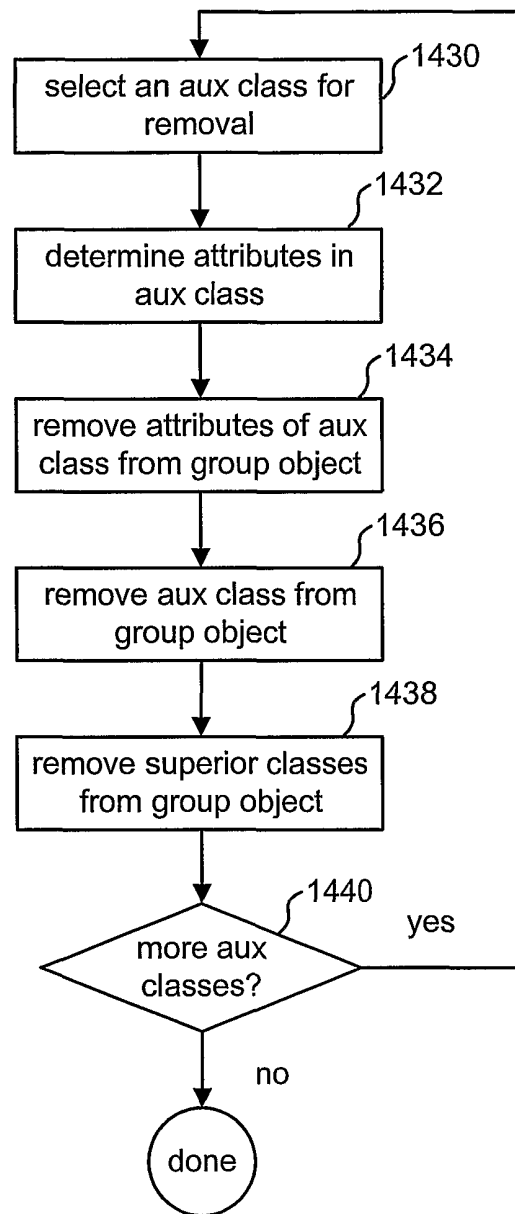 1430
select an aux class for
removal
1432
determine attributes in
aux class
1434
remove attributes of aux
class from group object
1436
remove aux class from
group object
1438
remove superior classes
from group object
1440
more aux
classes?
yes
no
done